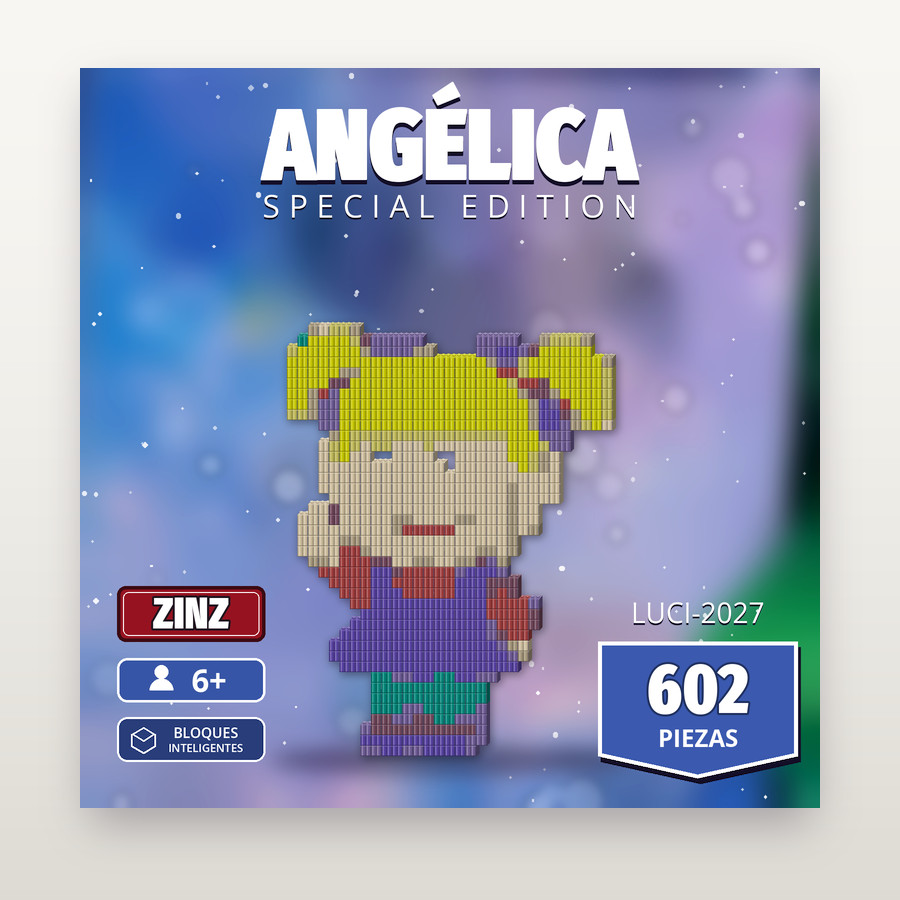 ANGÉLICA
SPECIAL EDITION
ZINZ
6+
BLOQUES
INTELIGENTES
LUCI-2027
602
PIEZAS